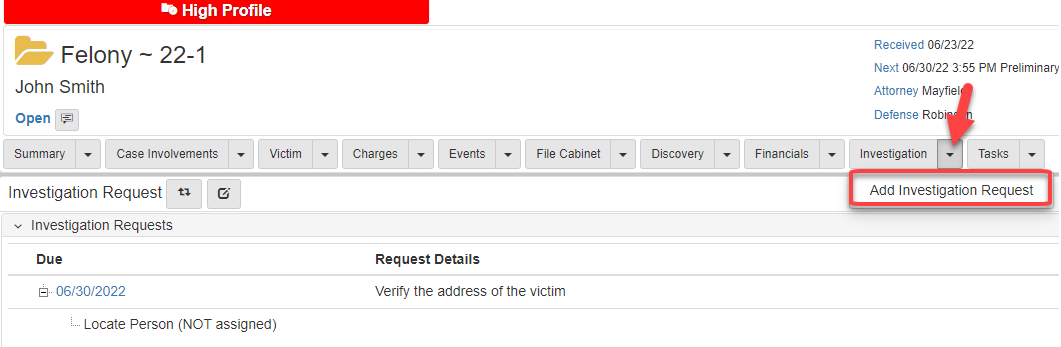 High Profile
Felony ~ 22-1
John Smith
Open
Received 06/23/22
Next 06/30/22 3:55 PM Preliminary
Attorney Mayfield
Defense
Summary Case Involvements Victim Charges Events File Cabinet Discovery Financials Investigation Tasks
Add Investigation Request
Investigation Request
Investigation Requests
Due Request Details
06/30/2022 Verify the address of the victim
Locate Person (NOT assigned)